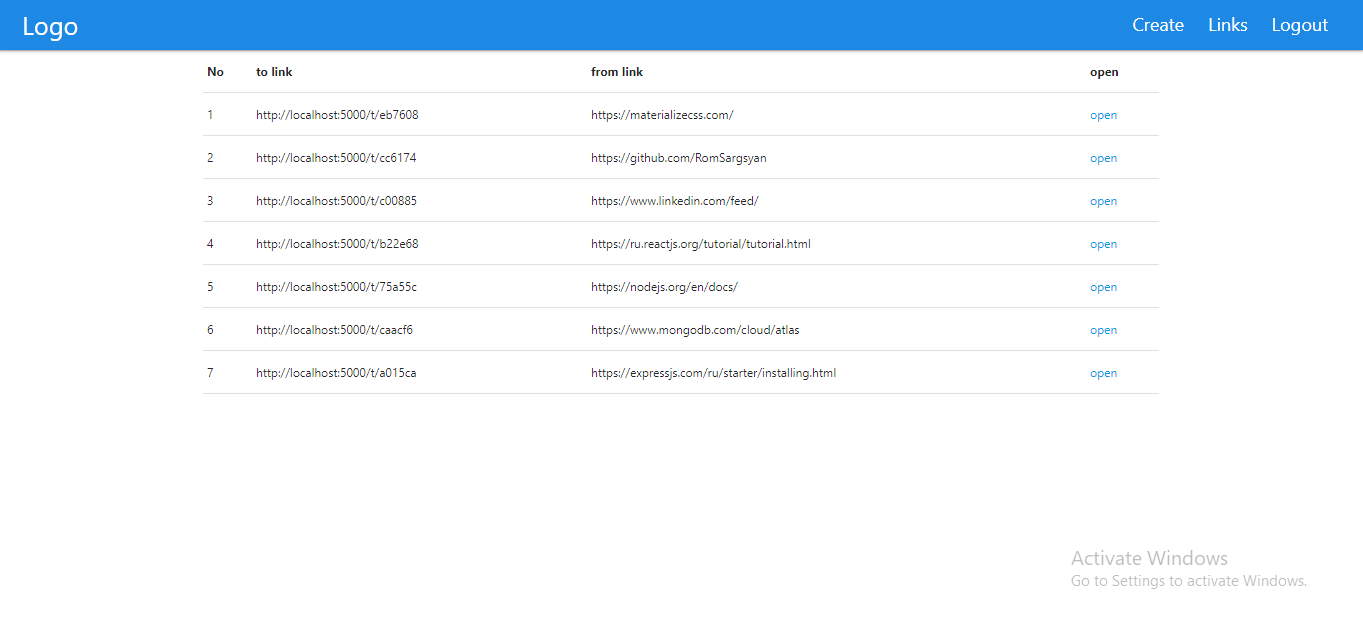 Logo Create Links Logout
No to link from link open
1 http://localhost:5000/t/eb7608 https://materializecss.com/ open
2 http://localhost:5000/t/cc6174 https://github.com/RomSargsyan open
3 http://localhost:5000/t/c00885 https://www.linkedin.com/feed/ open
4 http://localhost:5000/t/b22e68 https://ru.reactjs.org/tutorial/tutorial.html open
5 http://localhost:5000/t/75a55c https://nodejs.org/en/docs/ open
6 http://localhost:5000/t/caacf6 https://www.mongodb.com/cloud/atlas open
7 http://localhost:5000/t/a015ca https://expressjs.com/ru/starter/installing.html open
Activate Windows
Go to Settings to activate Windows.